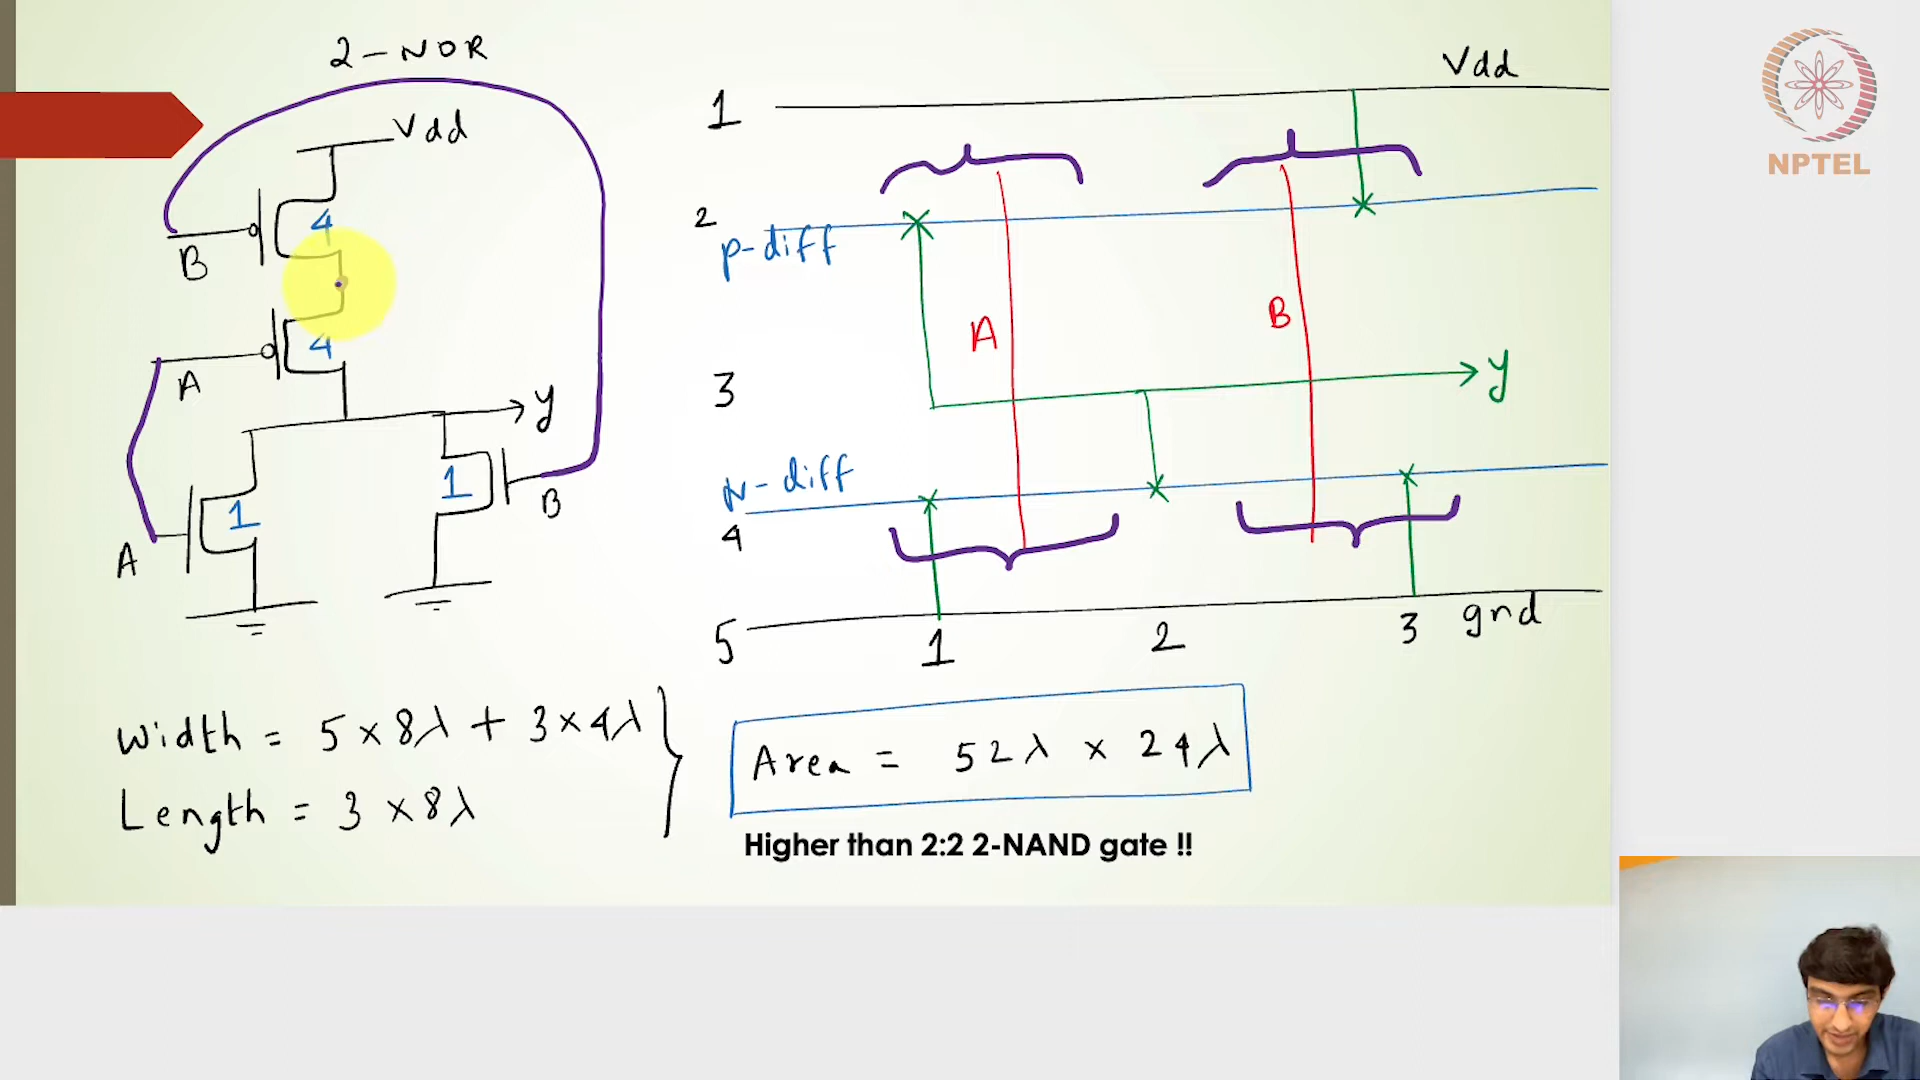 2-NOR
Vdd
B
4
A
4
y
A
1
1
B
Width = 5 x 8λ + 3 x 4λ
Length = 3 x 8λ
1
Vdd
2
p-diff
A
B
3
y
n-diff
4
5
1
2
3
gnd
Area = 52λ x 24λ
Higher than 2:2 2-NAND gate !!
NPTEL